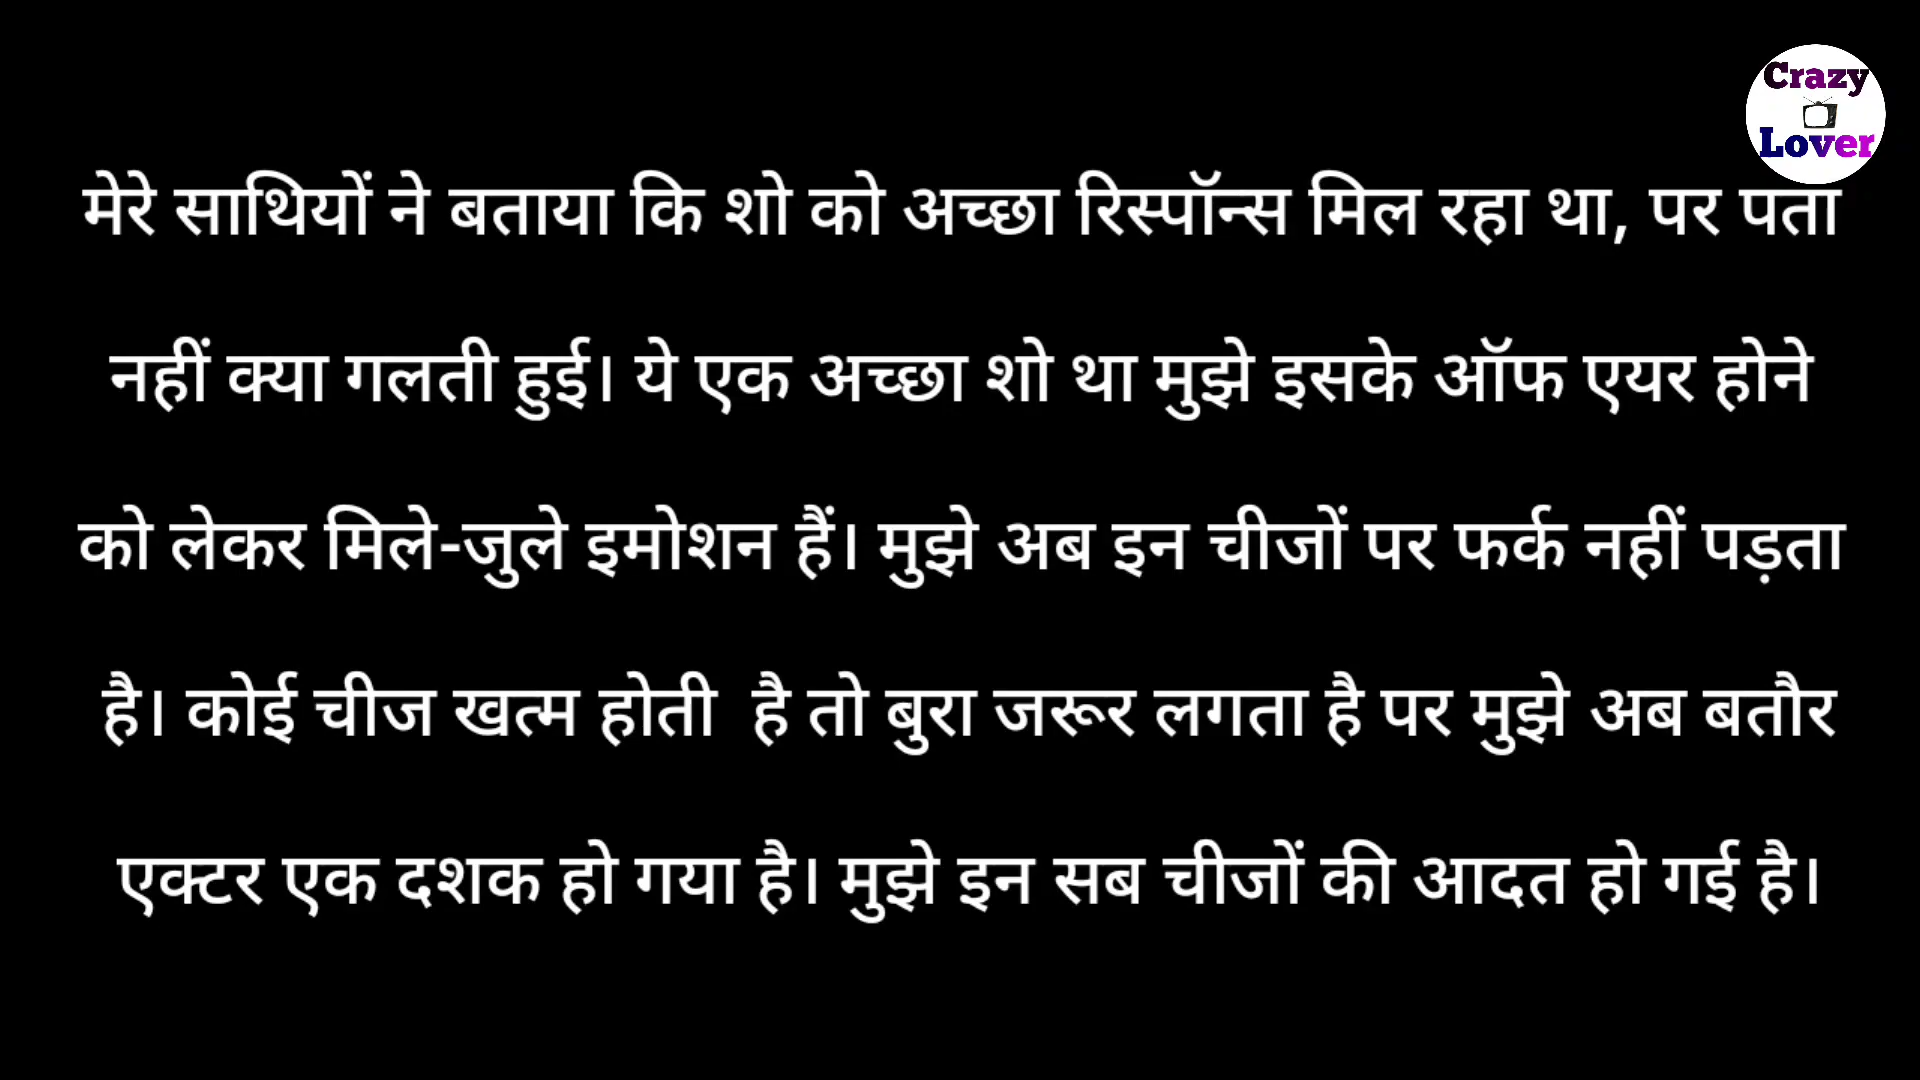 Crazy
Lover
मेरे साथियों ने बताया कि शो को अच्छा रिस्पॉन्स मिल रहा था, पर पता
नहीं क्या गलती हुई। ये एक अच्छा शो था मुझे इसके ऑफ एयर होने
को लेकर मिले-जुले इमोशन हैं। मुझे अब इन चीजों पर फर्क नहीं पड़ता
है। कोई चीज खत्म होती  है तो बुरा जरूर लगता है पर मुझे अब बतौर
एक्टर एक दशक हो गया है। मुझे इन सब चीजों की आदत हो गई है।